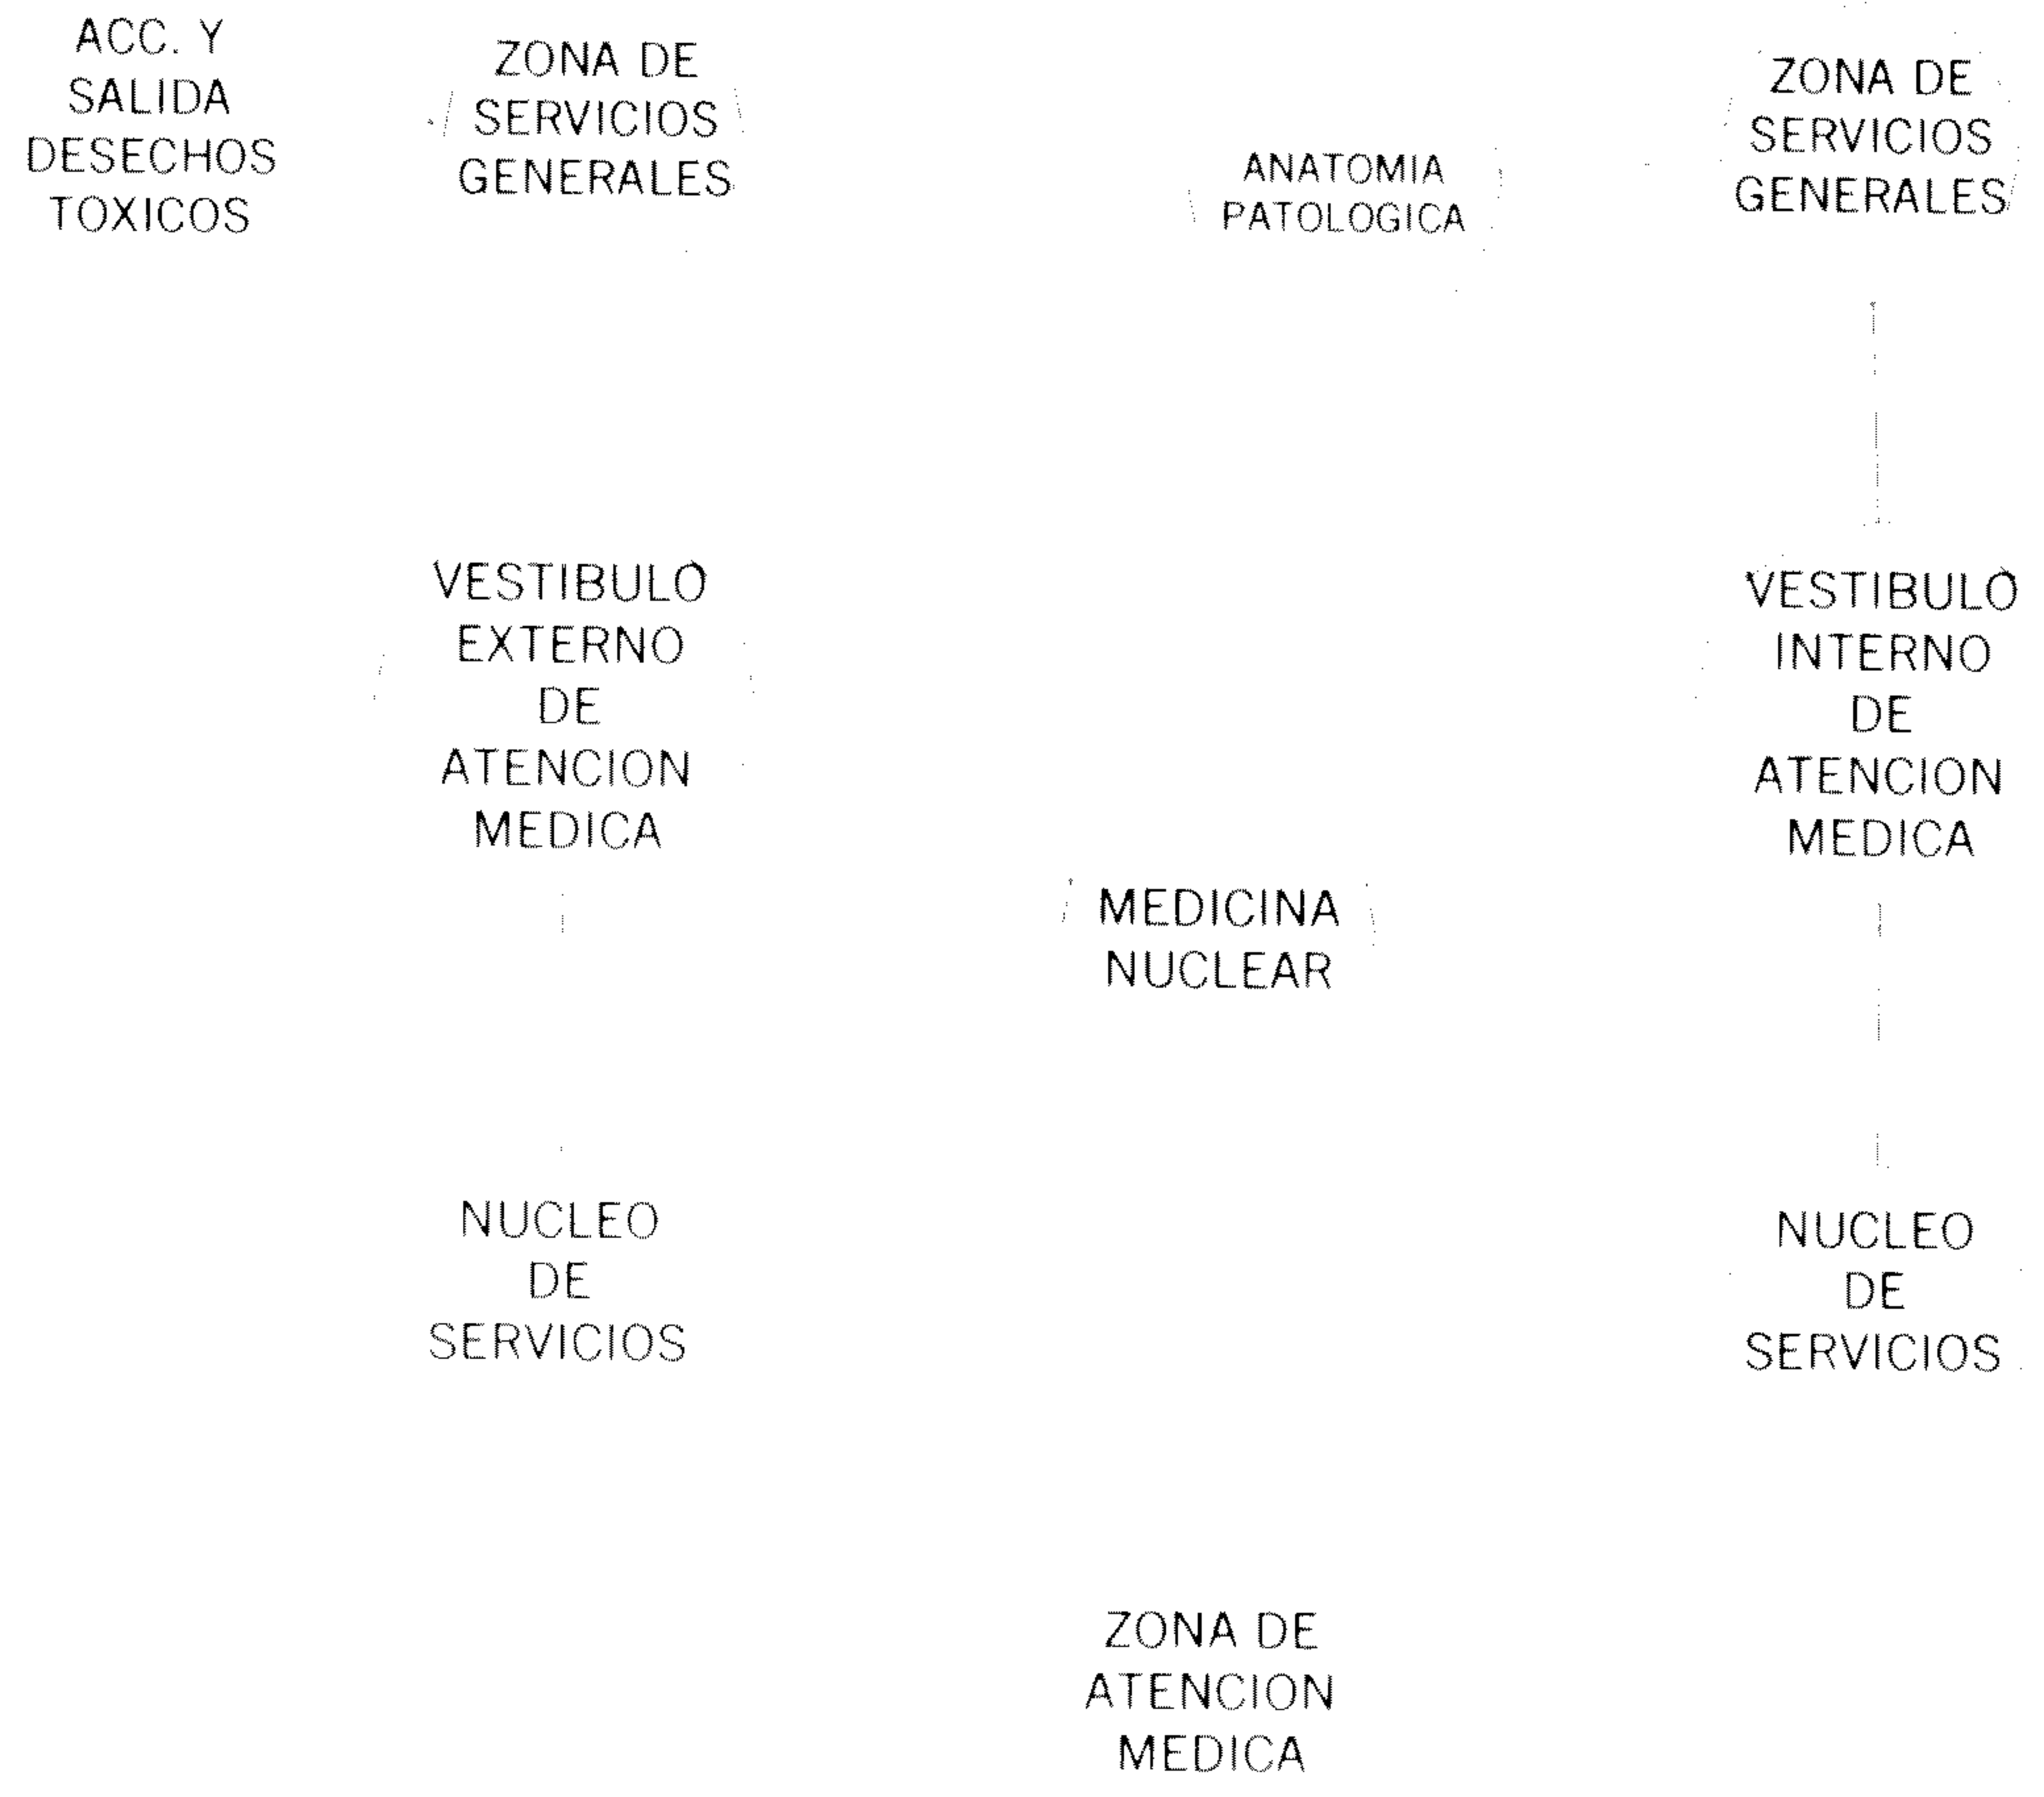 ACC. Y
SALIDA
DESECHOS
TOXICOS
ZONA DE
SERVICIOS
GENERALES
ANATOMIA
PATOLOGICA
ZONA DE
SERVICIOS
GENERALES
VESTIBULO
EXTERNO
DE
ATENCION
MEDICA
VESTIBULO
INTERNO
DE
ATENCION
MEDICA
MEDICINA
NUCLEAR
NUCLEO
DE
SERVICIOS
NUCLEO
DE
SERVICIOS
ZONA DE
ATENCION
MEDICA